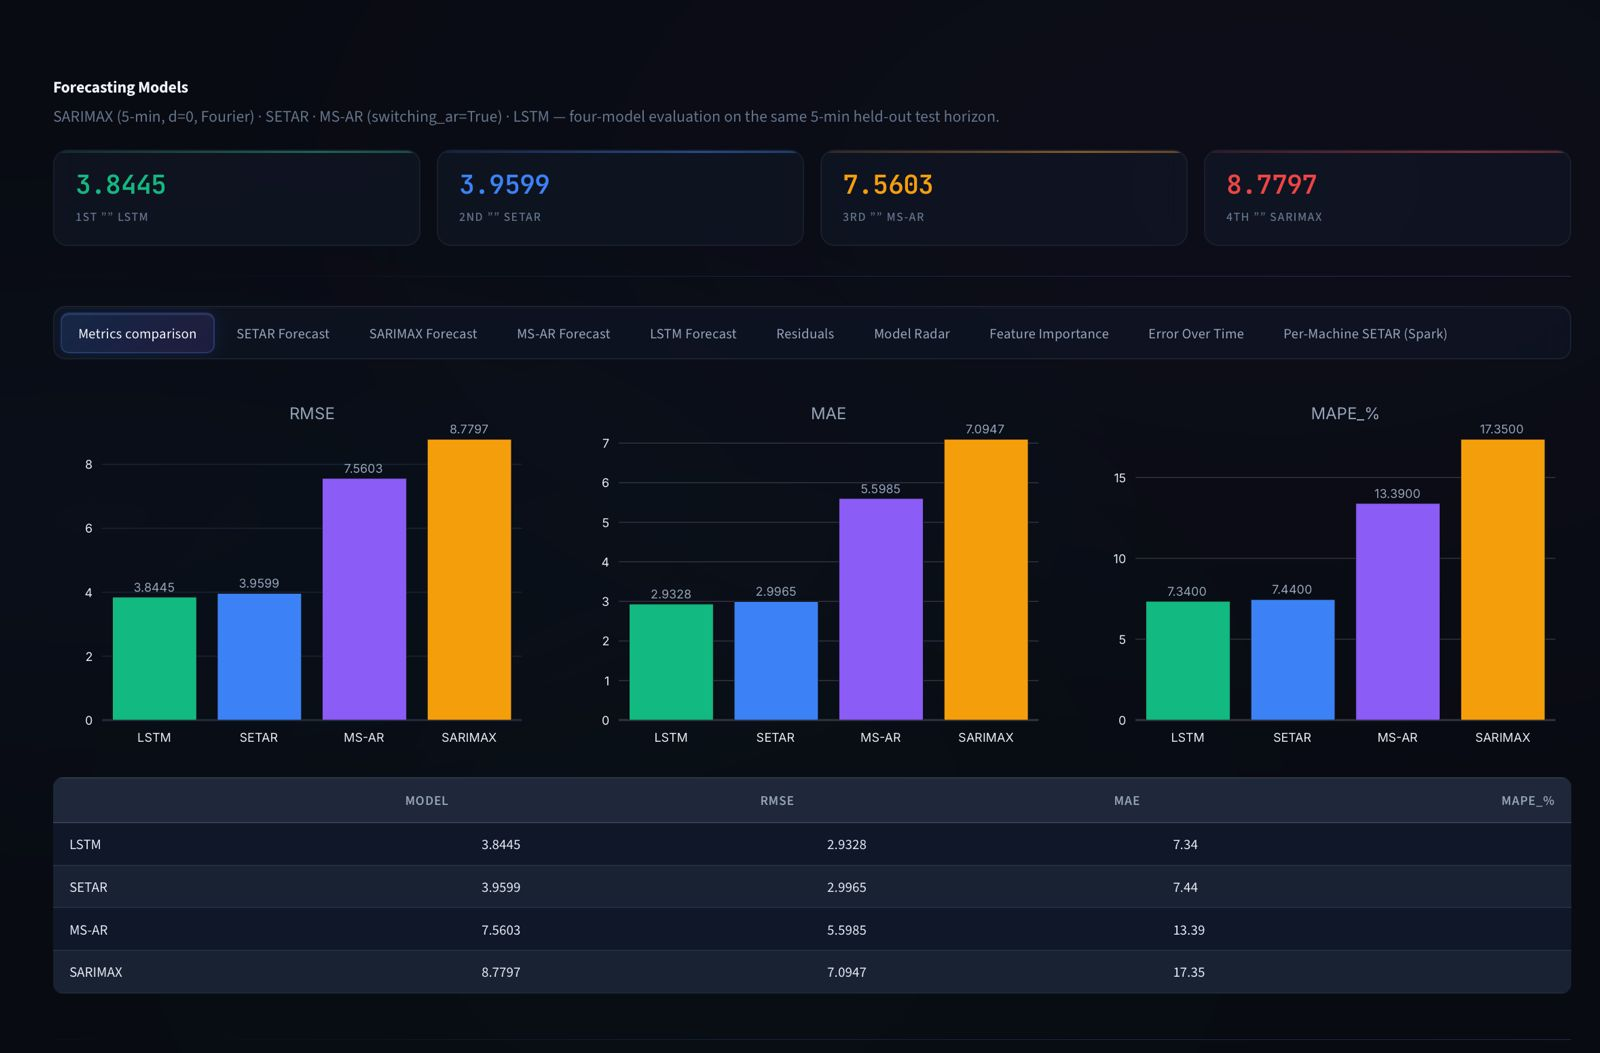 Forecasting Models
SARIMAX (5-min, d=0, Fourier) · SETAR · MS-AR (switching_ar=True) · LSTM — four-model evaluation on the same 5-min held-out test horizon.
3.8445
1ST ”” LSTM
3.9599
2ND ”” SETAR
7.5603
3RD ”” MS-AR
8.7797
4TH ”” SARIMAX
Metrics comparison SETAR Forecast SARIMAX Forecast MS-AR Forecast LSTM Forecast Residuals Model Radar Feature Importance Error Over Time Per-Machine SETAR (Spark)
RMSE
8.7797
8
7.5603
6
3.9599
3.8445
4
2
0
LSTM SETAR MS-AR SARIMAX
MAE
7.0947
7
6
5.5985
5
4
3
2.9328
2.9965
2
1
0
LSTM SETAR MS-AR SARIMAX
MAPE_%
17.3500
15
13.3900
10
7.3400
7.4400
5
0
LSTM SETAR MS-AR SARIMAX
MODEL RMSE MAE MAPE_%
LSTM 3.8445 2.9328 7.34
SETAR 3.9599 2.9965 7.44
MS-AR 7.5603 5.5985 13.39
SARIMAX 8.7797 7.0947 17.35